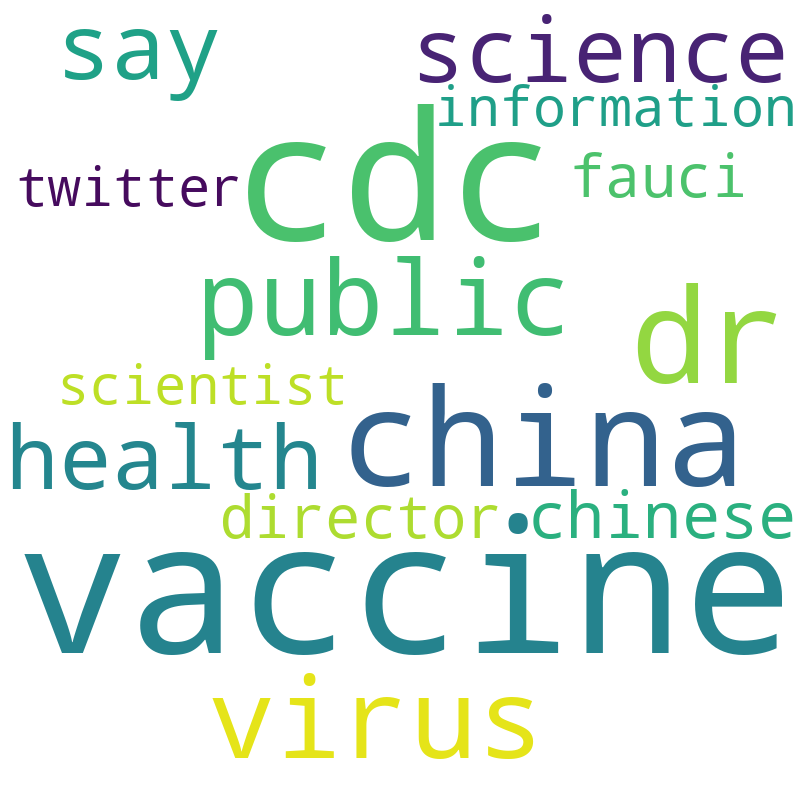 say
science
information
cdc
fauci
twitter
public
dr
scientist
china
health
director
chinese
vaccine
virus